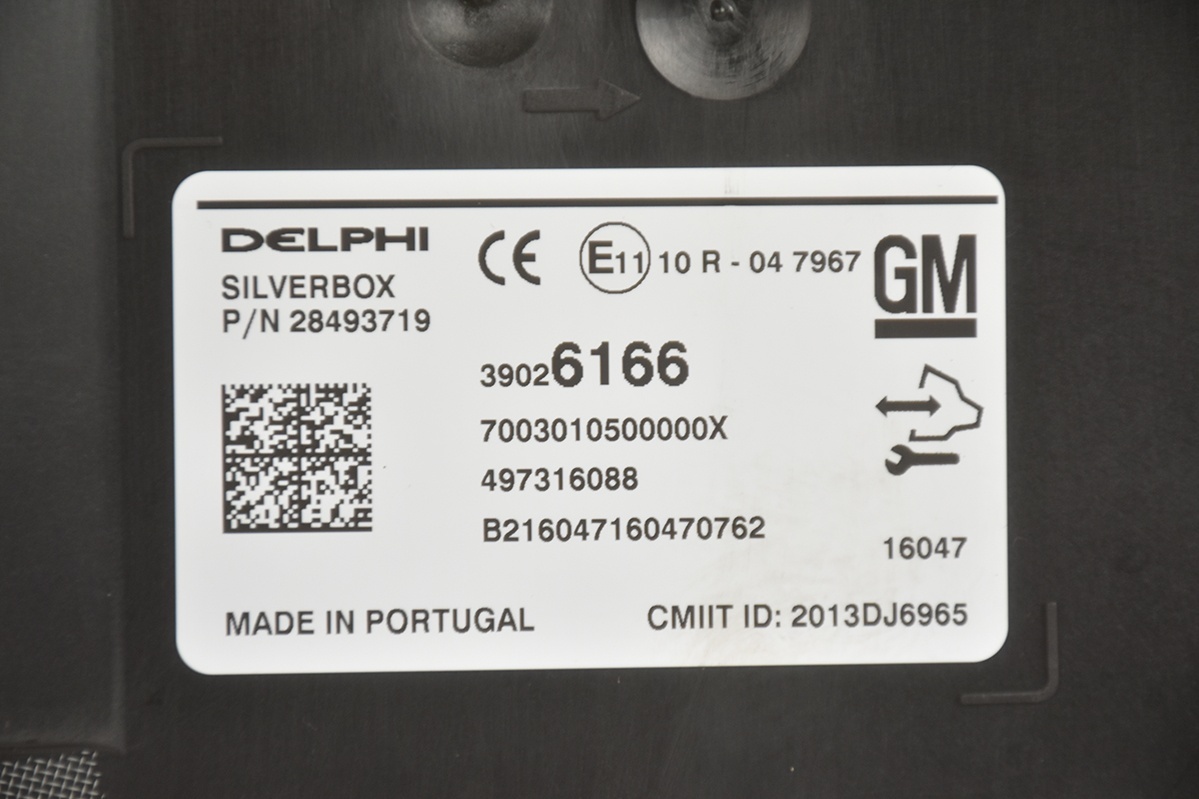 DELPHI
SILVERBOX
P/N 28493719
CE E11 10 R - 04 7967
GM
39026166
7003010500000X
497316088
B216047160470762
16047
MADE IN PORTUGAL
CMIIT ID: 2013DJ6965